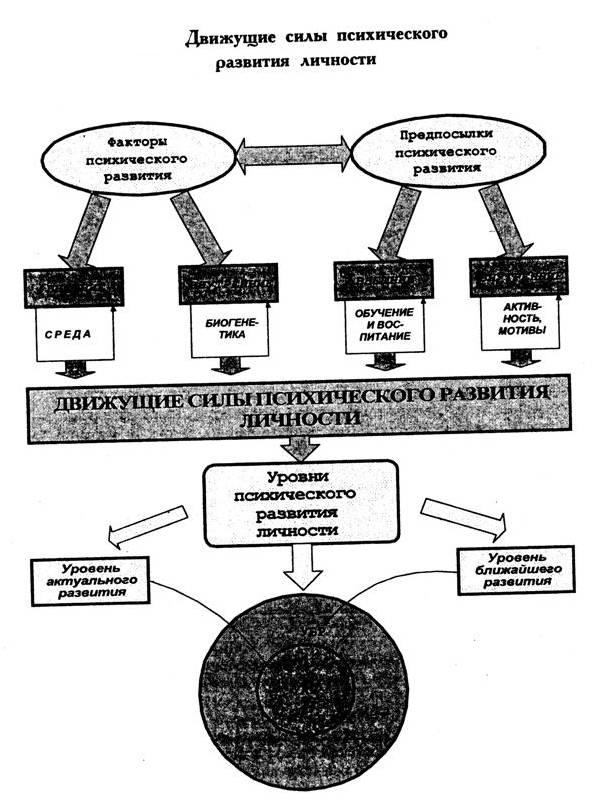 Движущие силы психического
развития личности
Факторы
психического
развития
Предпосылки
психического
развития
СРЕДА
БИОГЕНЕ-
ТИКА
ОБУЧЕНИЕ
И ВОС-
ПИТАНИЕ
АКТИВ-
НОСТЬ,
МОТИВЫ
ДВИЖУЩИЕ СИЛЫ ПСИХИЧЕСКОГО РАЗВИТИЯ
ЛИЧНОСТИ
Уровни
психического
развития
личности
Уровень
актуального
развития
Уровень
ближайшего
развития